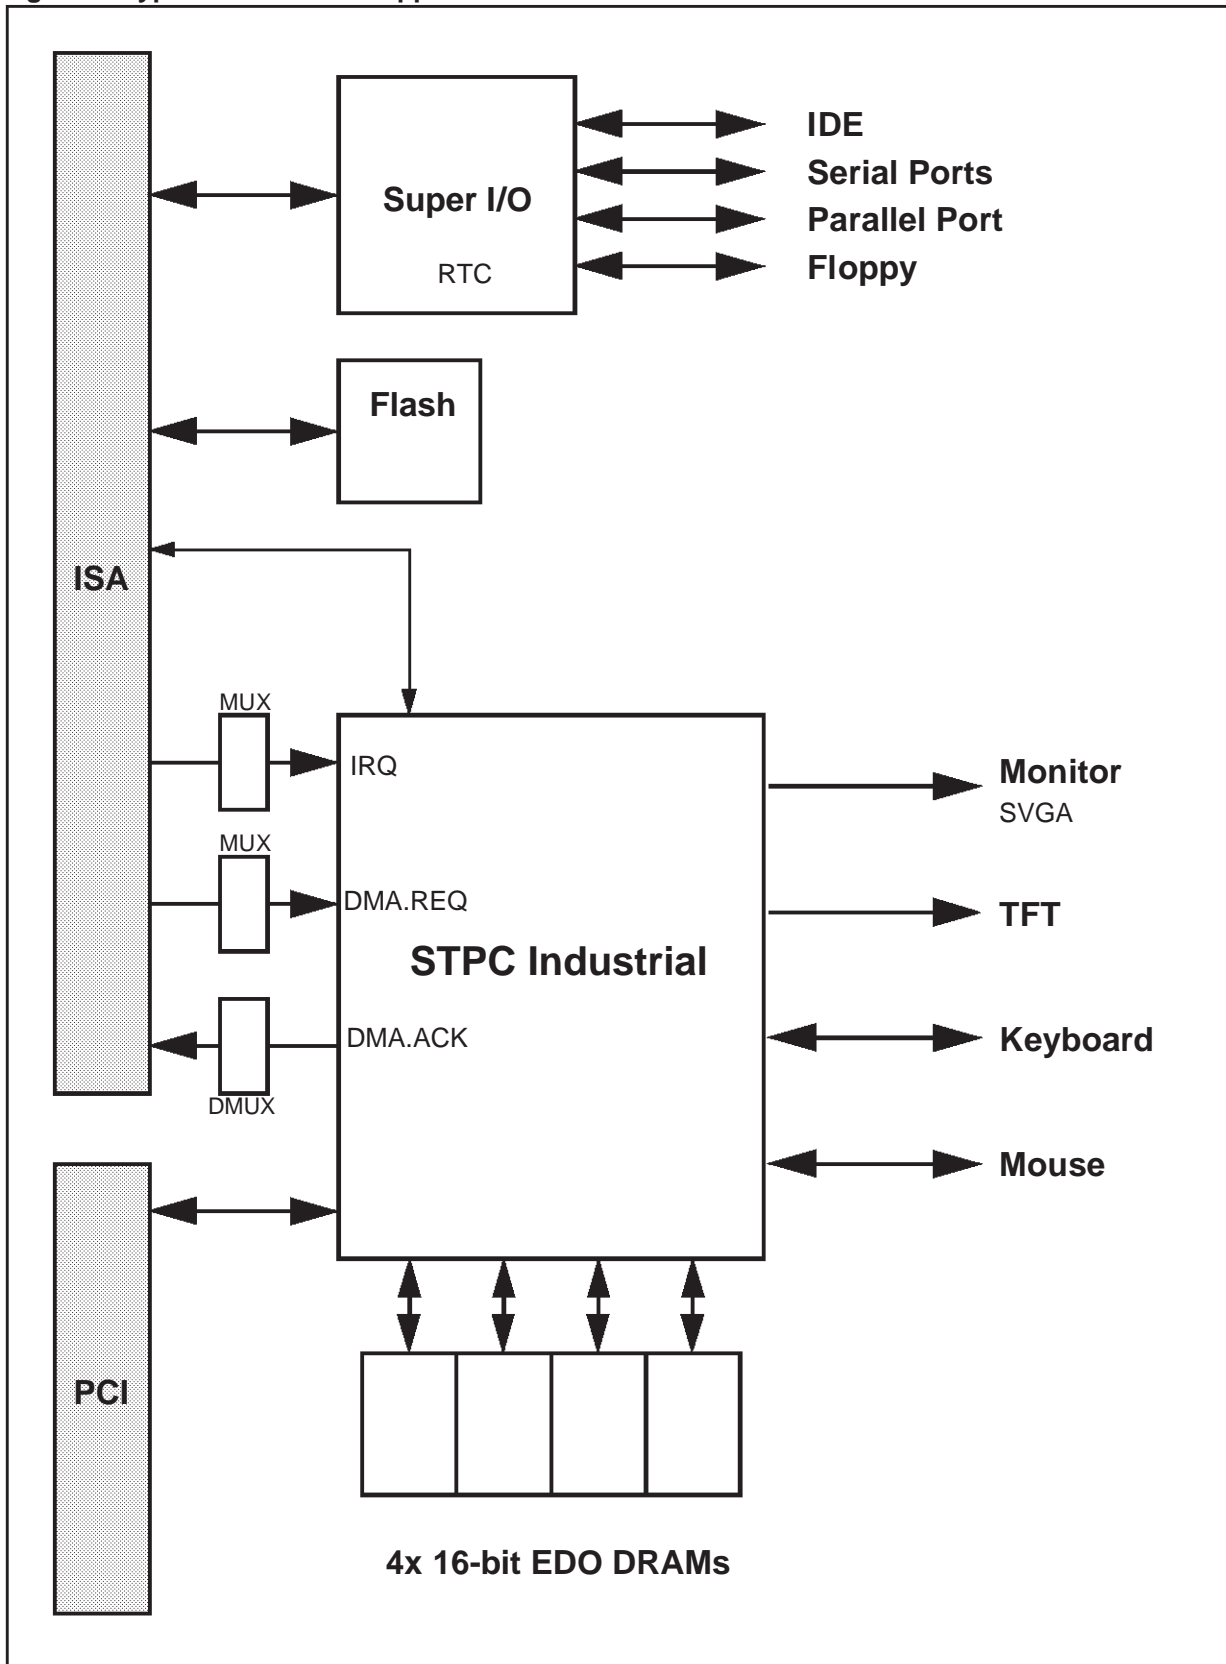 IDE
Serial Ports
Super I/O
Parallel Port
RTC
Floppy
Flash
ISA
MUX
IRQ
Monitor
SVGA
MUX
DMA.REQ
TFT
STPC Industrial
DMA.ACK
Keyboard
DMUX
Mouse
PCI
4x 16-bit EDO DRAMs